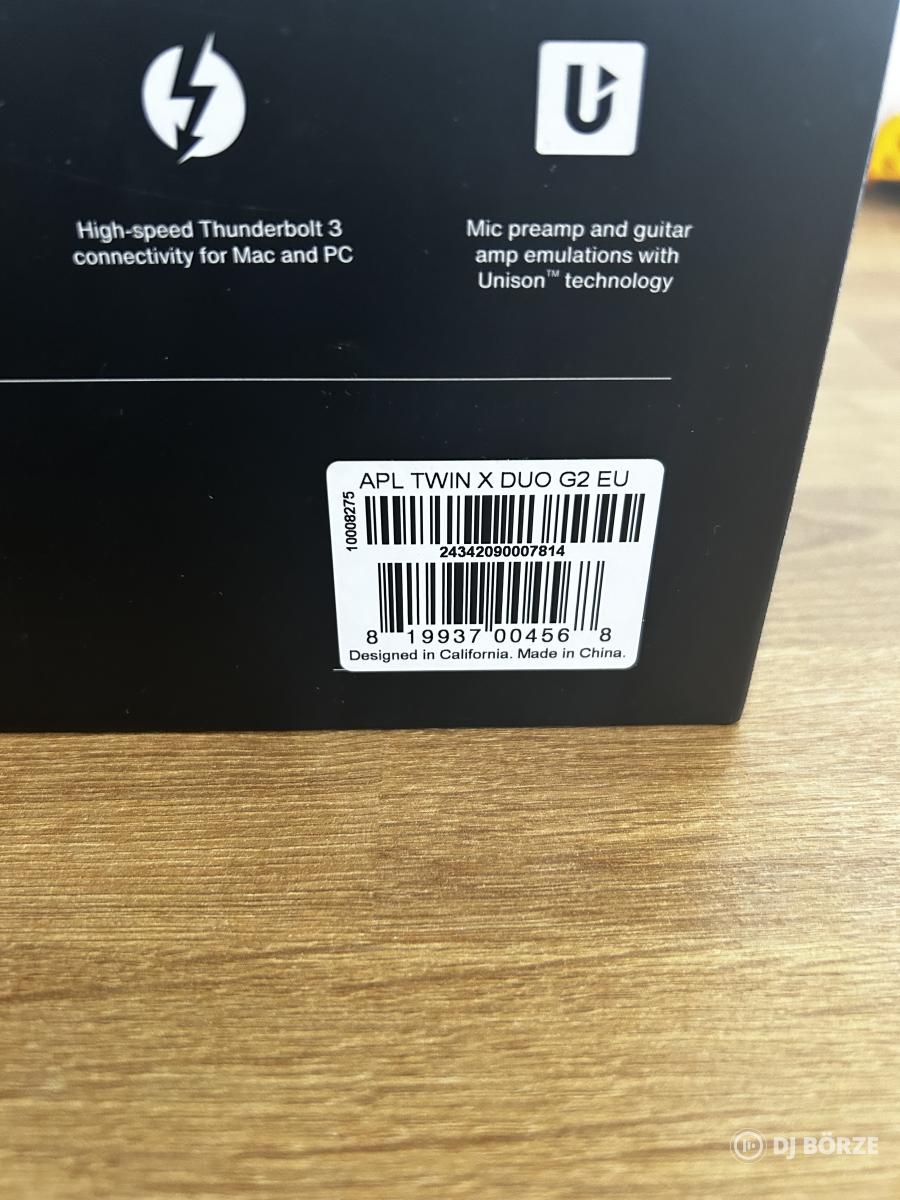 High-speed Thunderbolt 3
connectivity for Mac and PC
Mic preamp and guitar
amp emulations with
Unison™ technology
APL TWIN X DUO G2 EU
10008275
24342090007814
8 19937 00456 8
Designed in California. Made in China.
DJ BÖRZE